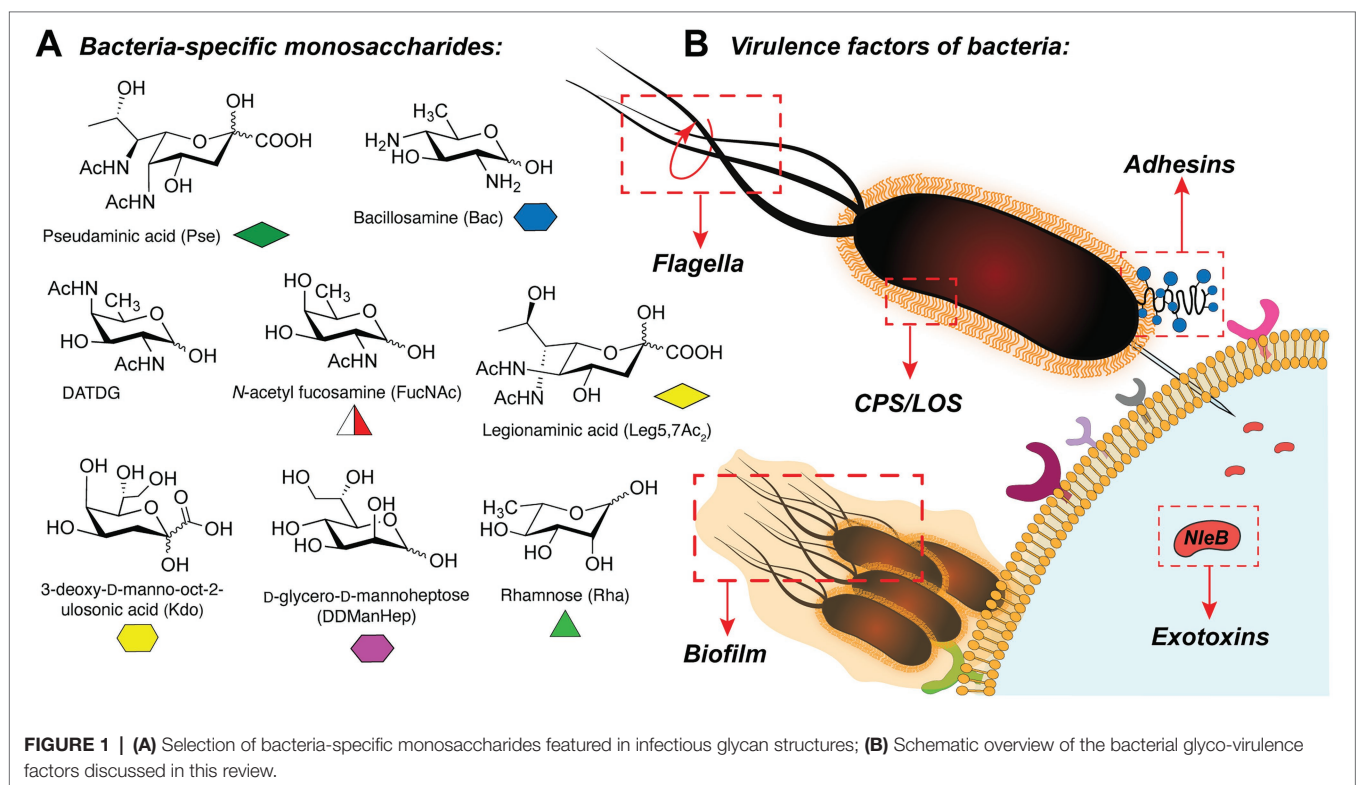 A Bacteria-specific monosaccharides:
OH
OH
O
COOH
AcHN
OH
AcHN
Pseudaminic acid (Pse)
H₃C
H₂N
O
HO
OH
NH₂
Bacillosamine (Bac)
AcHN
CH₃
O
HO
AcHN
OH
DATDG
OH
CH₃
O
HO
AcHN
OH
N-acetyl fucosamine (FucNAc)
HO
OH
O
COOH
AcHN
AcHN
OH
Legionaminic acid (Leg5,7Ac₂)
OH
OH
HO
O
O
HO
OH
OH
3-deoxy-D-manno-oct-2-
ulosonic acid (Kdo)
OH
HO
OH
HO
O
HO
OH
D-glycero-D-mannoheptose
(DDManHep)
OH
H₃C
O
HO
HO
OH
Rhamnose (Rha)
B Virulence factors of bacteria:
Adhesins
Flagella
CPS/LOS
NleB
Biofilm
Exotoxins
FIGURE 1 | (A) Selection of bacteria-specific monosaccharides featured in infectious glycan structures; (B) Schematic overview of the bacterial glyco-virulence
factors discussed in this review.